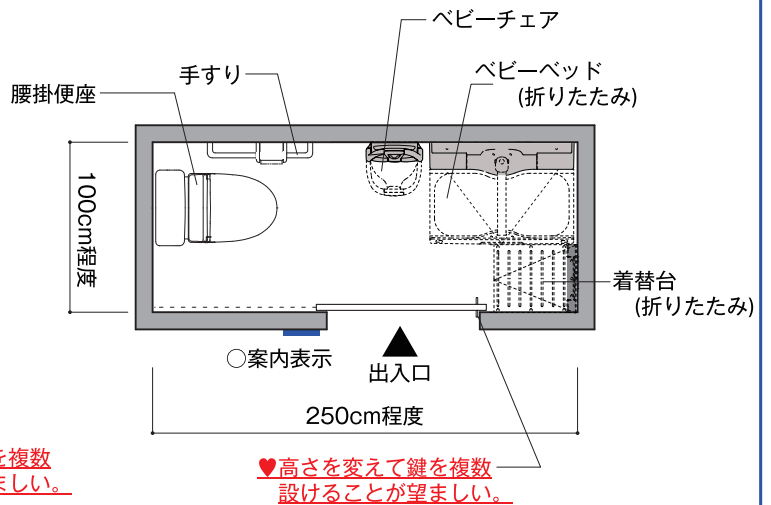 ベビーチェア
ベビーベッド
(折りたたみ)
手すり
腰掛便座
100cm程度
着替台
(折りたたみ)
○案内表示
出入口
250cm程度
を複数
ましい。
♥高さを変えて鍵を複数
設けることが望ましい。